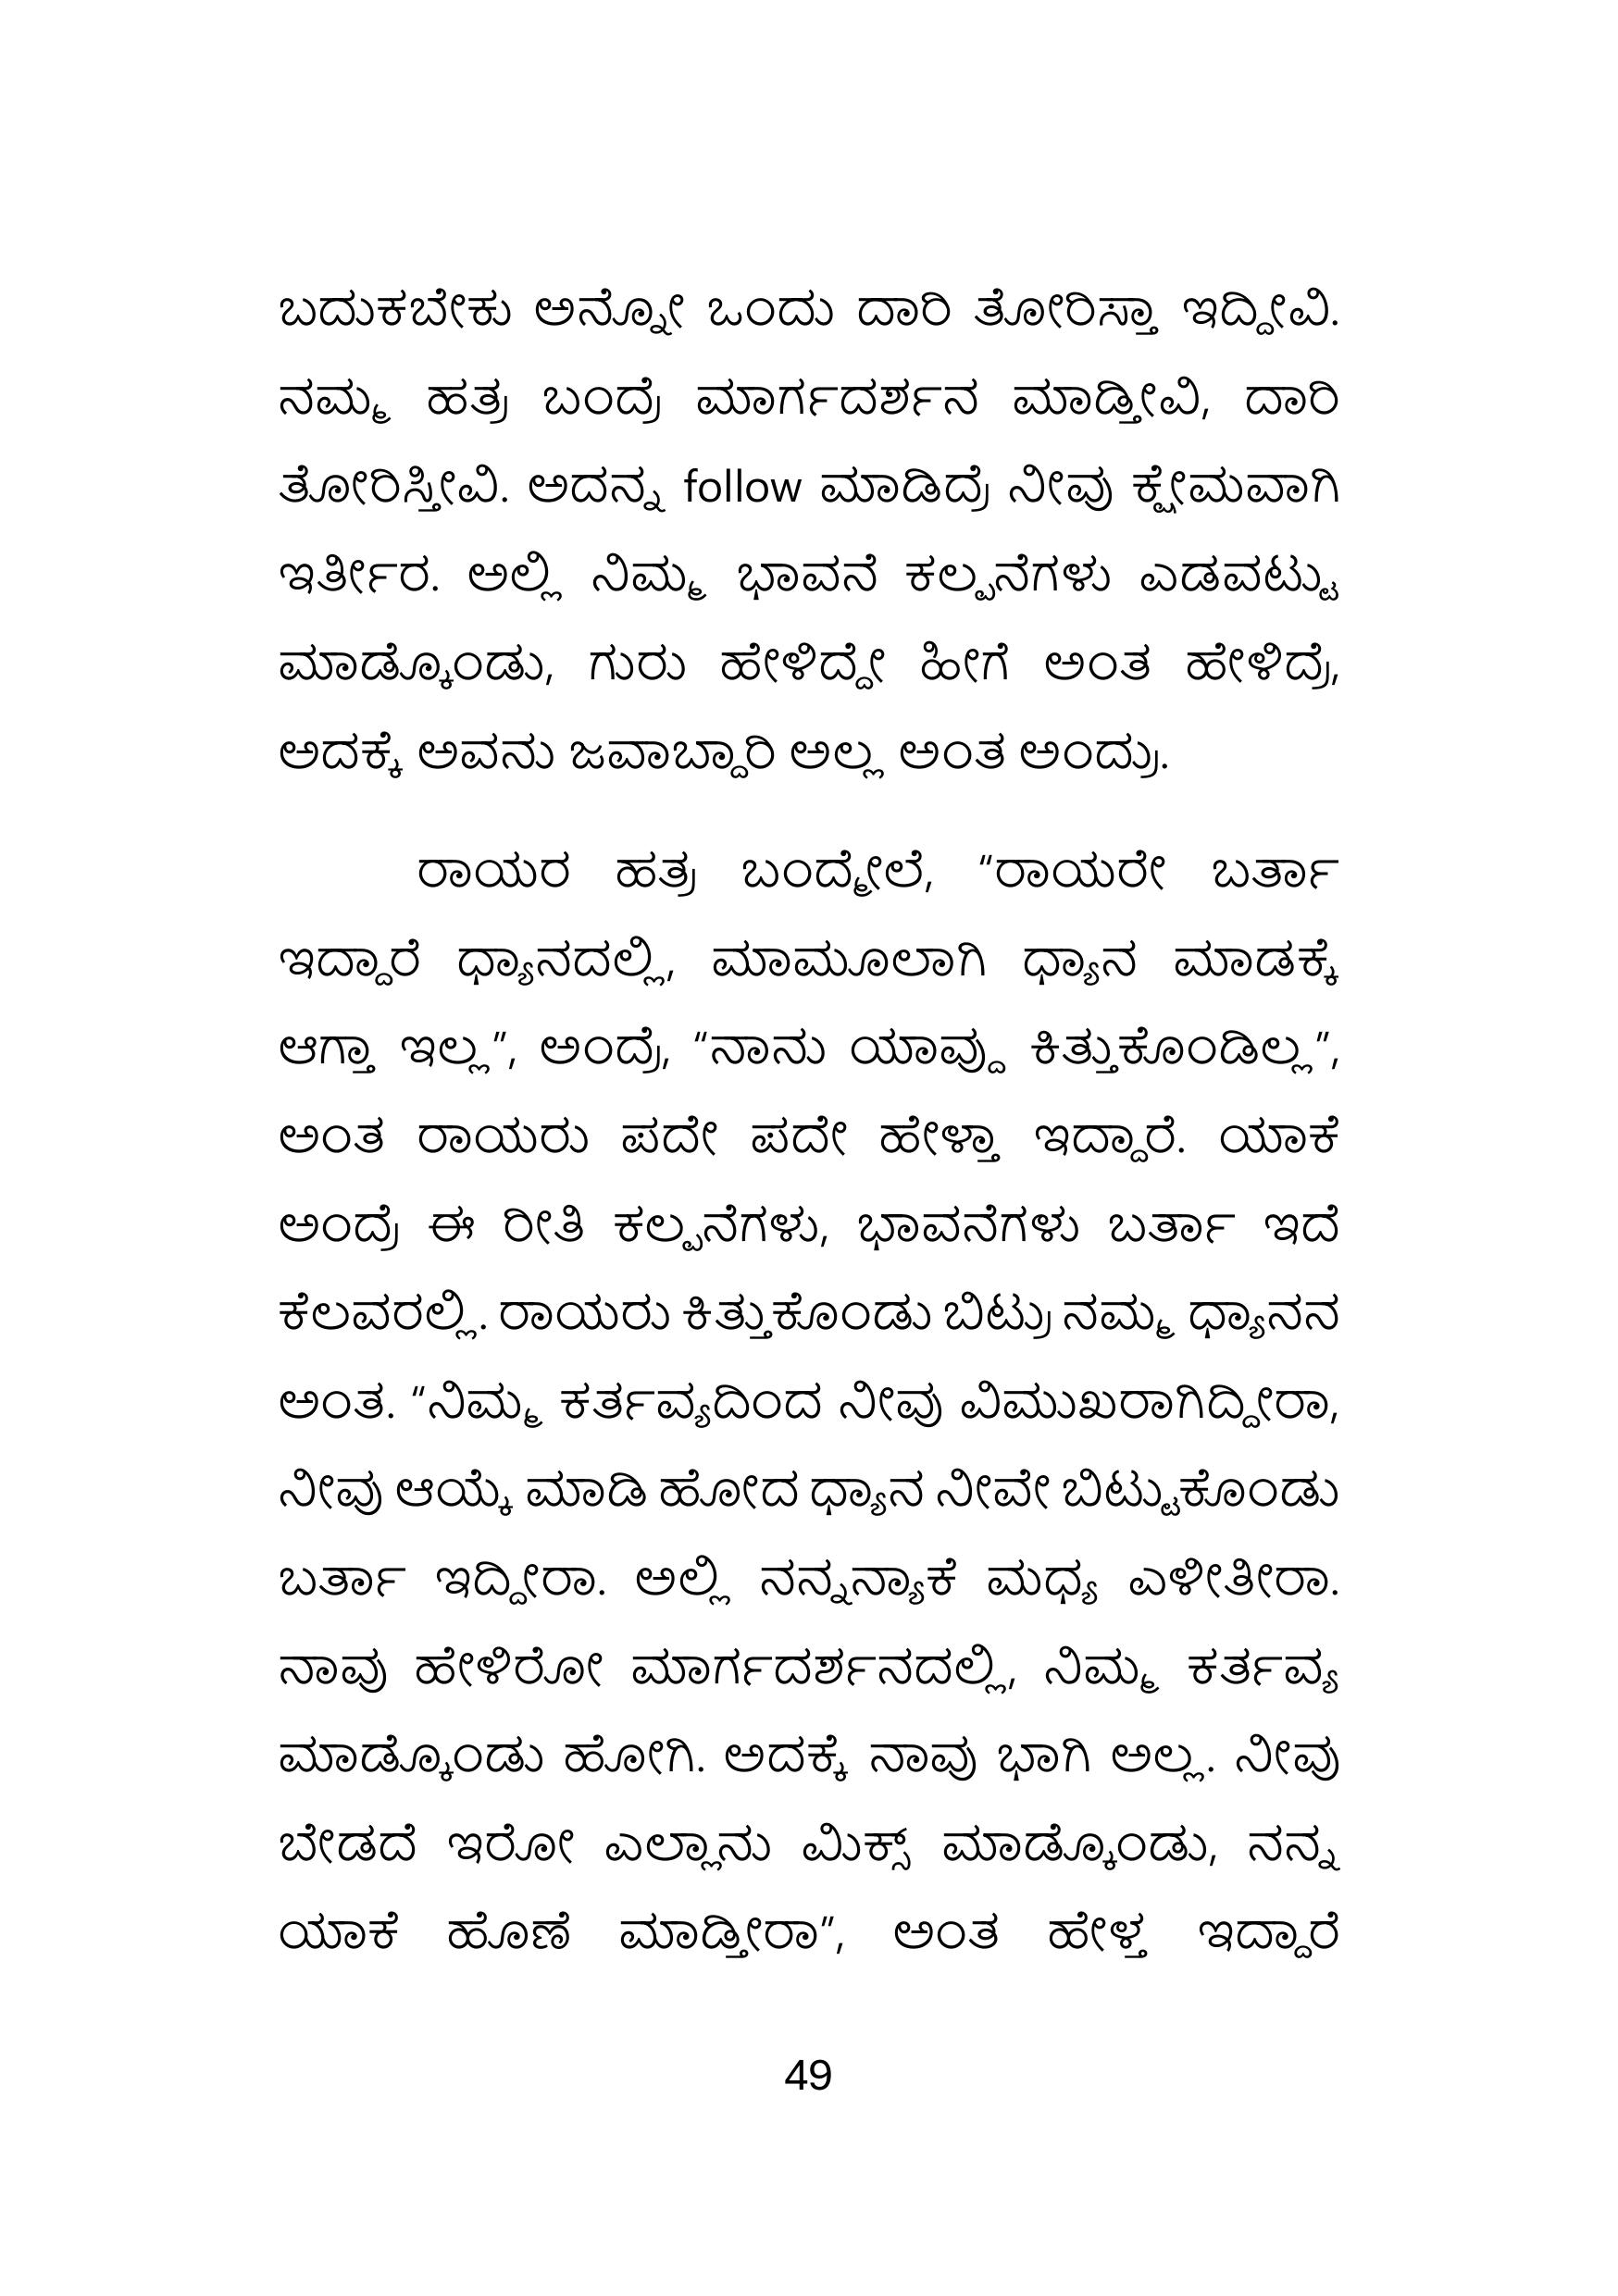 ಬದುಕಬೇಕು ಅನ್ನೋ ಒಂದು ದಾರಿ ತೋರಿಸ್ತಾ ಇದ್ದೀವಿ.
ನಮ್ಮ ಹತ್ರ ಬಂದ್ರೆ ಮಾರ್ಗದರ್ಶನ ಮಾಡ್ತೀವಿ, ದಾರಿ
ತೋರಿಸ್ತೀವಿ. ಅದನ್ನ follow ಮಾಡಿದ್ರೆ ನೀವು ಕ್ಷೇಮವಾಗಿ
ಇರ್ತೀರ. ಅಲ್ಲಿ ನಿಮ್ಮ ಭಾವನೆ ಕಲ್ಪನೆಗಳು ಎಡವಟ್ಟು
ಮಾಡ್ಕೊಂಡು, ಗುರು ಹೇಳಿದ್ದೇ ಹೀಗೆ ಅಂತ ಹೇಳಿದ್ರೆ,
ಅದಕ್ಕೆ ಅವನು ಜವಾಬ್ದಾರಿ ಅಲ್ಲ ಅಂತ ಅಂದ್ರು.
ರಾಯರ ಹತ್ರ ಬಂದ್ಮೇಲೆ, “ರಾಯರೇ ಬರ್ತಾ
ಇದ್ದಾರೆ ಧ್ಯಾನದಲ್ಲಿ, ಮಾಮೂಲಾಗಿ ಧ್ಯಾನ ಮಾಡಕ್ಕೆ
ಆಗ್ತಾ ಇಲ್ಲ”, ಅಂದ್ರೆ, “ನಾನು ಯಾವ್ದು ಕಿತ್ತುಕೊಂಡಿಲ್ಲ”,
ಅಂತ ರಾಯರು ಪದೇ ಪದೇ ಹೇಳ್ತಾ ಇದ್ದಾರೆ. ಯಾಕೆ
ಅಂದ್ರೆ ಈ ರೀತಿ ಕಲ್ಪನೆಗಳು, ಭಾವನೆಗಳು ಬರ್ತಾ ಇದೆ
ಕೆಲವರಲ್ಲಿ. ರಾಯರು ಕಿತ್ತುಕೊಂಡು ಬಿಟ್ರು ನಮ್ಮ ಧ್ಯಾನನ
ಅಂತ. “ನಿಮ್ಮ ಕರ್ತವ್ಯದಿಂದ ನೀವು ವಿಮುಖರಾಗಿದ್ದೀರಾ,
ನೀವು ಆಯ್ಕೆ ಮಾಡಿ ಹೋದ ಧ್ಯಾನ ನೀವೇ ಬಿಟ್ಟುಕೊಂಡು
ಬರ್ತಾ ಇದ್ದೀರಾ. ಅಲ್ಲಿ ನನ್ನನ್ಯಾಕೆ ಮಧ್ಯ ಎಳೀತೀರಾ.
ನಾವು ಹೇಳಿರೋ ಮಾರ್ಗದರ್ಶನದಲ್ಲಿ, ನಿಮ್ಮ ಕರ್ತವ್ಯ
ಮಾಡ್ಕೊಂಡು ಹೋಗಿ. ಅದಕ್ಕೆ ನಾವು ಭಾಗಿ ಅಲ್ಲ. ನೀವು
ಬೇಡದೆ ಇರೋ ಎಲ್ಲಾನು ಮಿಕ್ಸ್ ಮಾಡ್ಕೊಂಡು, ನನ್ನ
ಯಾಕೆ ಹೊಣೆ ಮಾಡ್ತೀರಾ”, ಅಂತ ಹೇಳ್ತ ಇದ್ದಾರೆ
49